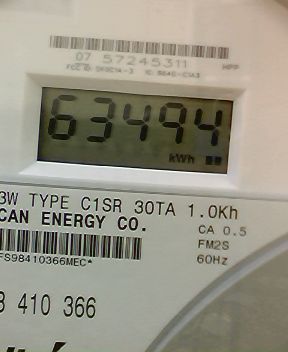 07 57245311
HPP
63494
kWh
3W TYPE C1SR 30TA 1.0Kh
CAN ENERGY CO.
CA 0.5
FM2S
60Hz
FS98410366MEC*
410 366